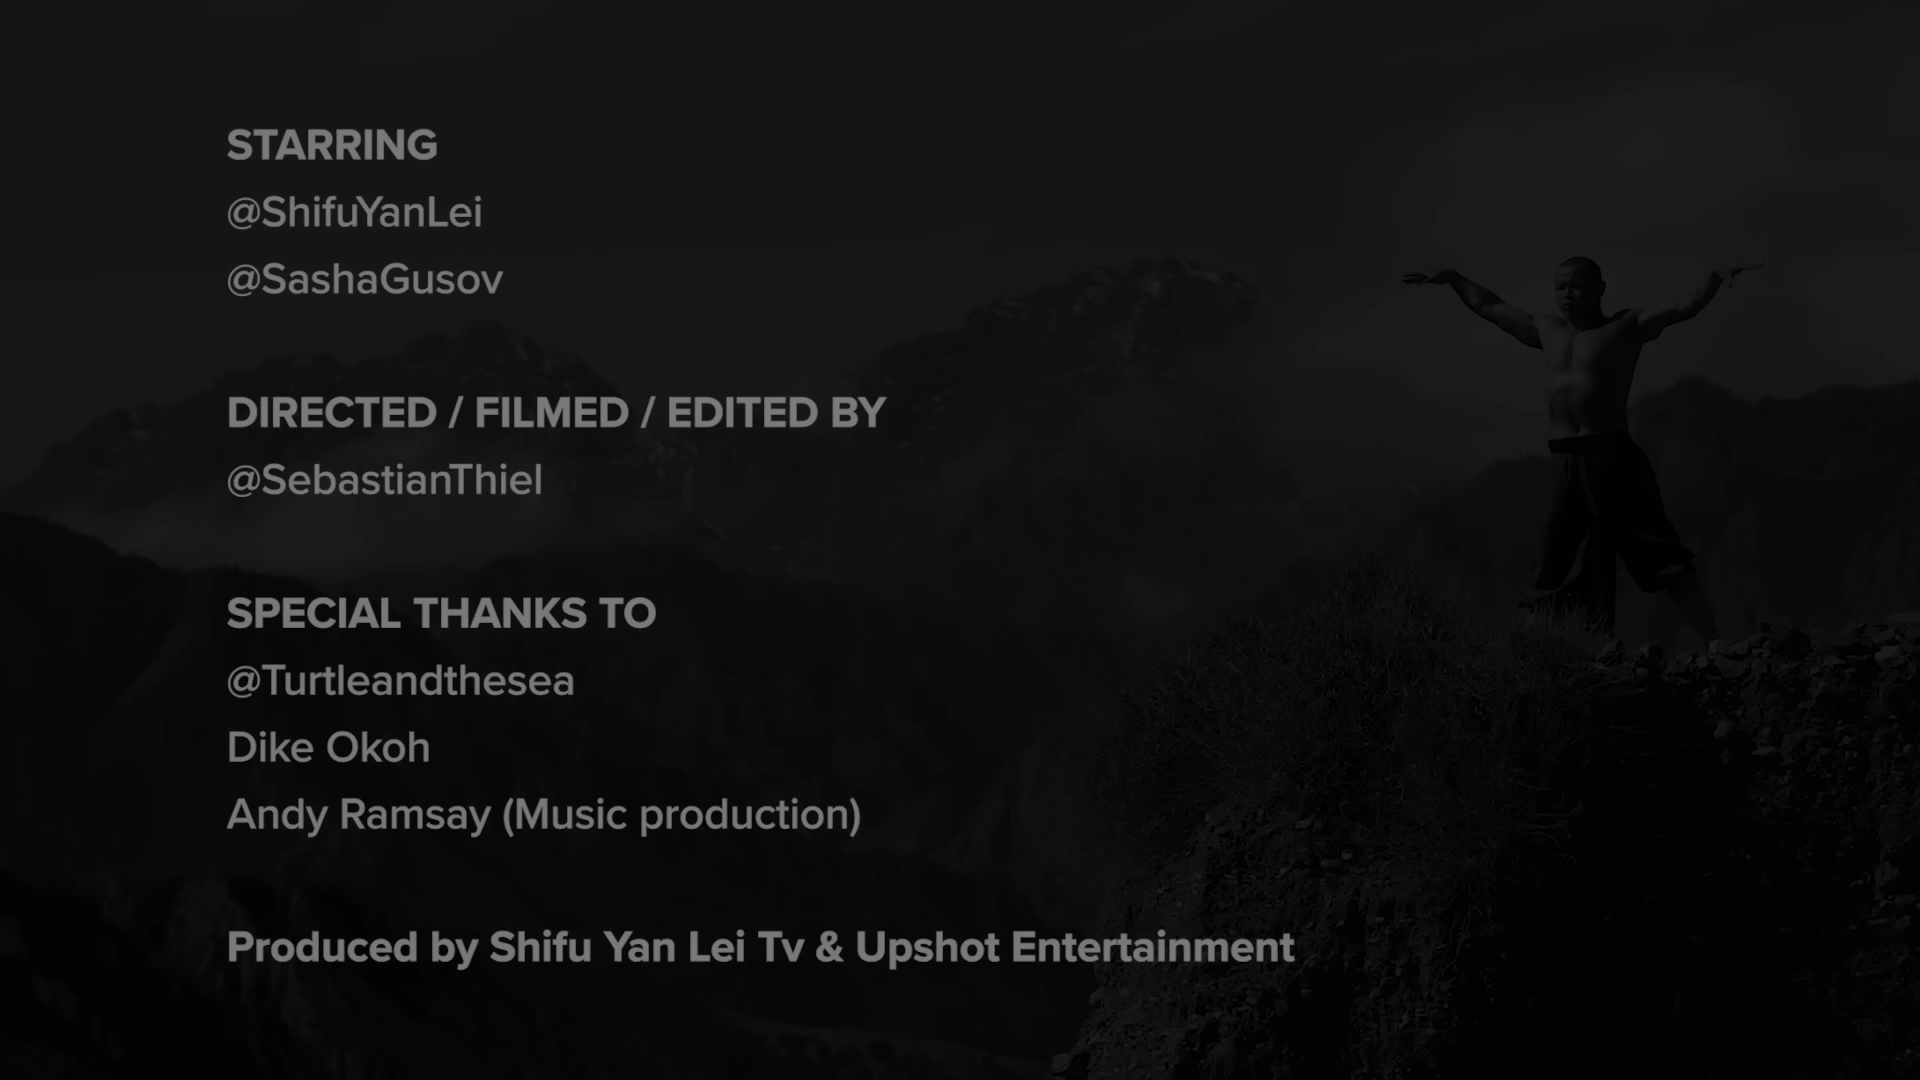 STARRING
@ShifuYanLei
@SashaGusov
DIRECTED / FILMED / EDITED BY
@SebastianThiel
SPECIAL THANKS TO
@Turtleandthesea
Dike Okoh
Andy Ramsay (Music production)
Produced by Shifu Yan Lei Tv & Upshot Entertainment